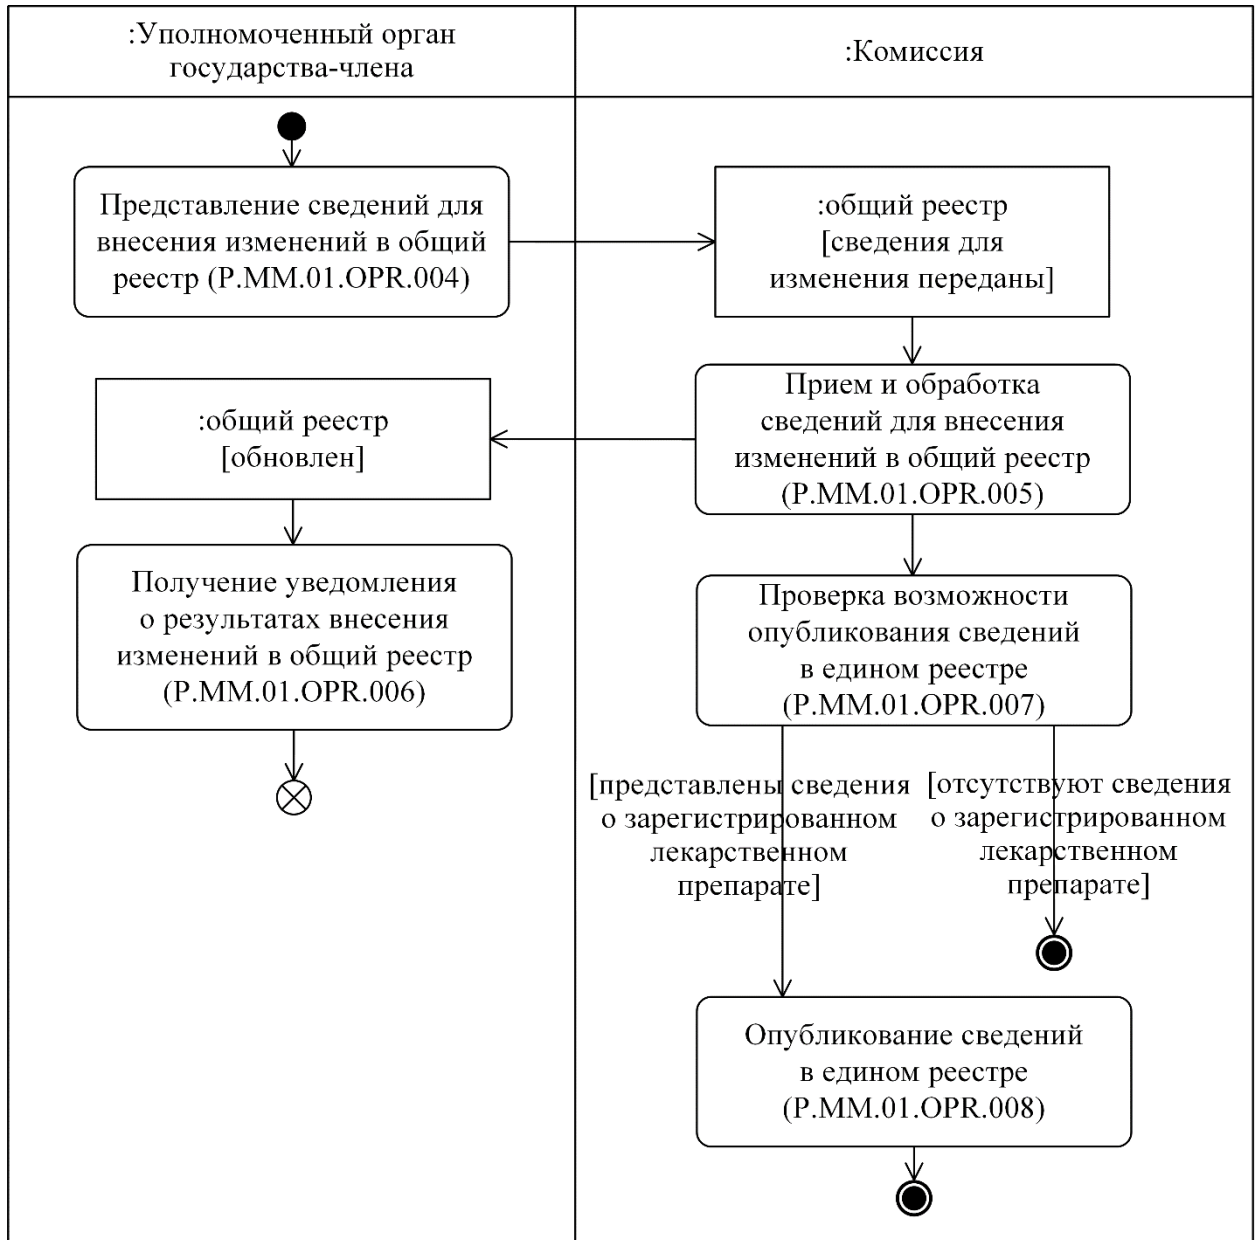 :Уполномоченный орган
государства-члена
:Комиссия
Представление сведений для
внесения изменений в общий
реестр (P.MM.01.OPR.004)
:общий реестр
[сведения для
изменения переданы]
:общий реестр
[обновлен]
Прием и обработка
сведений для внесения
изменений в общий реестр
(P.MM.01.OPR.005)
Получение уведомления
о результатах внесения
изменений в общий реестр
(P.MM.01.OPR.006)
Проверка возможности
опубликования сведений
в едином реестре
(P.MM.01.OPR.007)
[представлены сведения
о зарегистрированном
лекарственном
препарате]
[отсутствуют сведения
о зарегистрированном
лекарственном
препарате]
Опубликование сведений
в едином реестре
(P.MM.01.OPR.008)